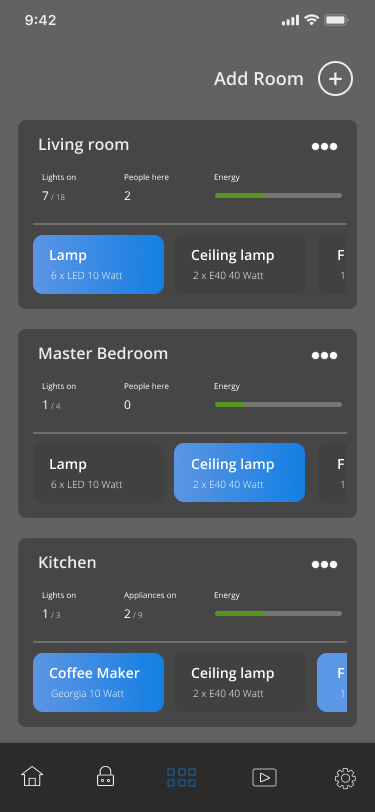 9:42
Add Room
Living room
Lights on People here Energy
7 / 18 2
Lamp Ceiling lamp F
6 x LED 10 Watt 2 x E40 40 Watt 1
Master Bedroom
Lights on People here Energy
1 / 4 0
Lamp Ceiling lamp F
6 x LED 10 Watt 2 x E40 40 Watt 1
Kitchen
Lights on Appliances on Energy
1 / 3 2 / 9
Coffee Maker Ceiling lamp F
Georgia 10 Watt 2 x E40 40 Watt 1